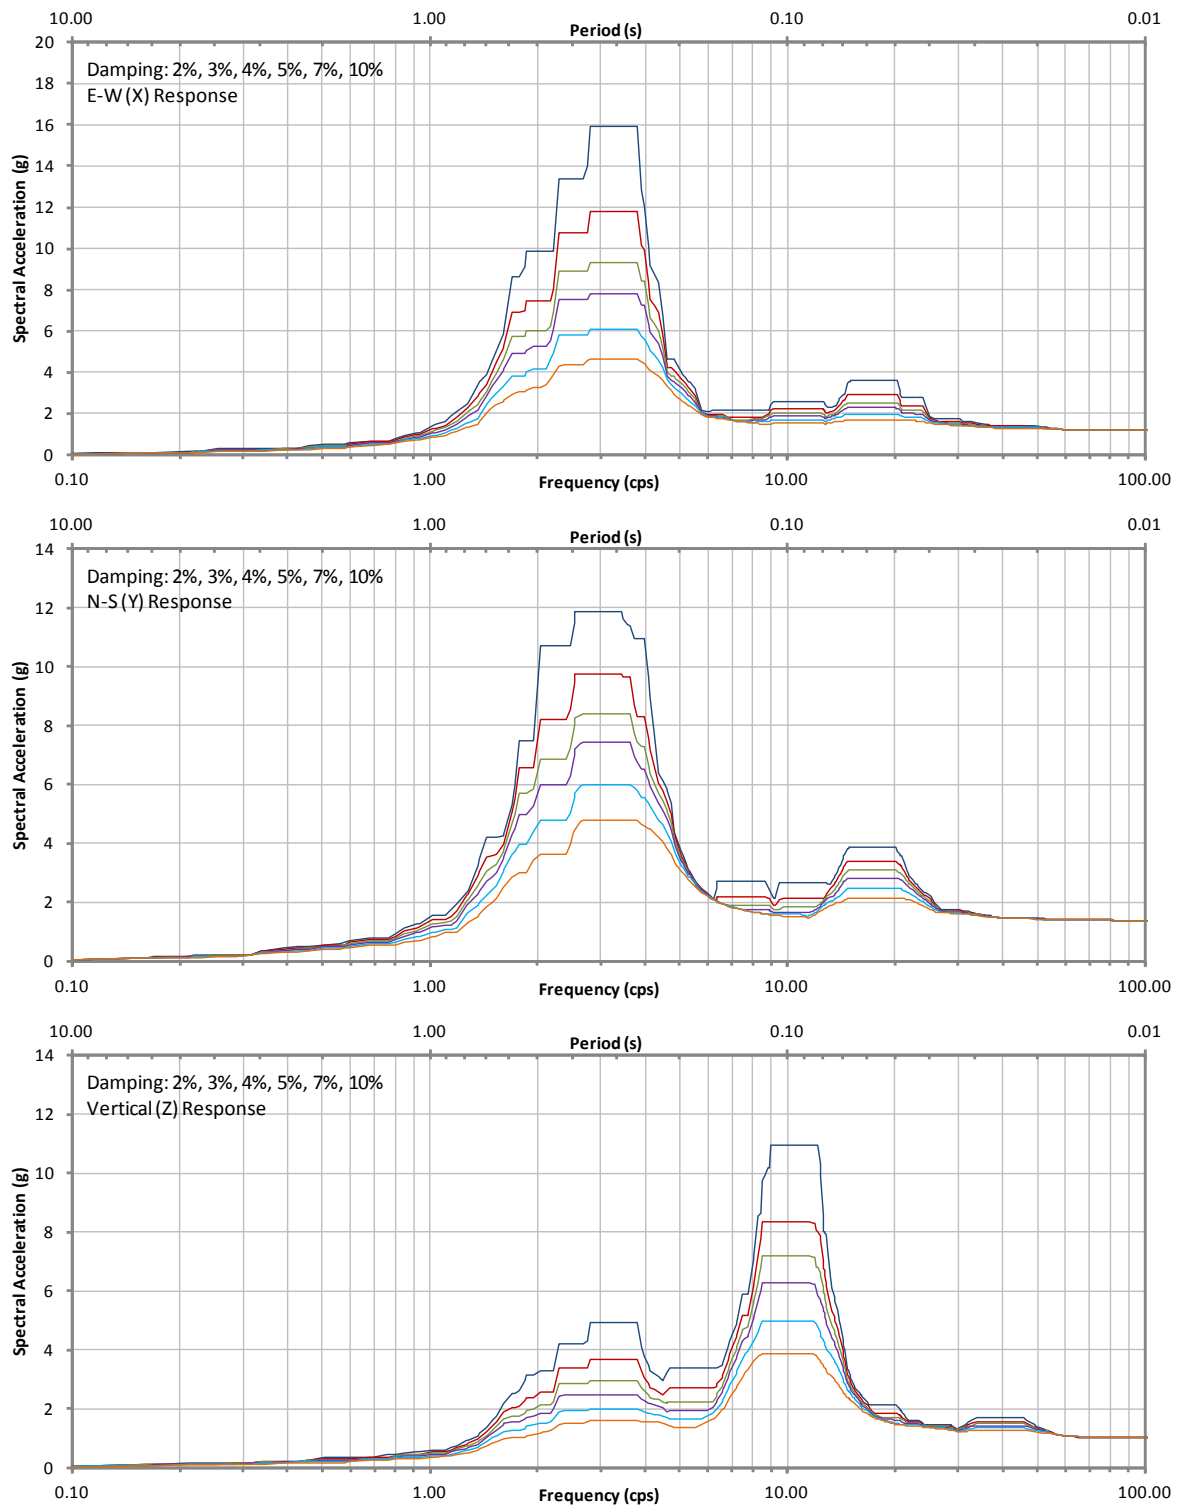 10.00 1.00 0.10 0.01
Period (s)
20
18
16
14
12
10
8
6
4
2
0
Spectral Acceleration (g)
Damping: 2%, 3%, 4%, 5%, 7%, 10%
E-W (X) Response
0.10 1.00 10.00 100.00
Frequency (cps)
10.00 1.00 0.10 0.01
Period (s)
14
12
10
8
6
4
2
0
Spectral Acceleration (g)
Damping: 2%, 3%, 4%, 5%, 7%, 10%
N-S (Y) Response
0.10 1.00 10.00 100.00
Frequency (cps)
10.00 1.00 0.10 0.01
Period (s)
14
12
10
8
6
4
2
0
Spectral Acceleration (g)
Damping: 2%, 3%, 4%, 5%, 7%, 10%
Vertical (Z) Response
0.10 1.00 10.00 100.00
Frequency (cps)